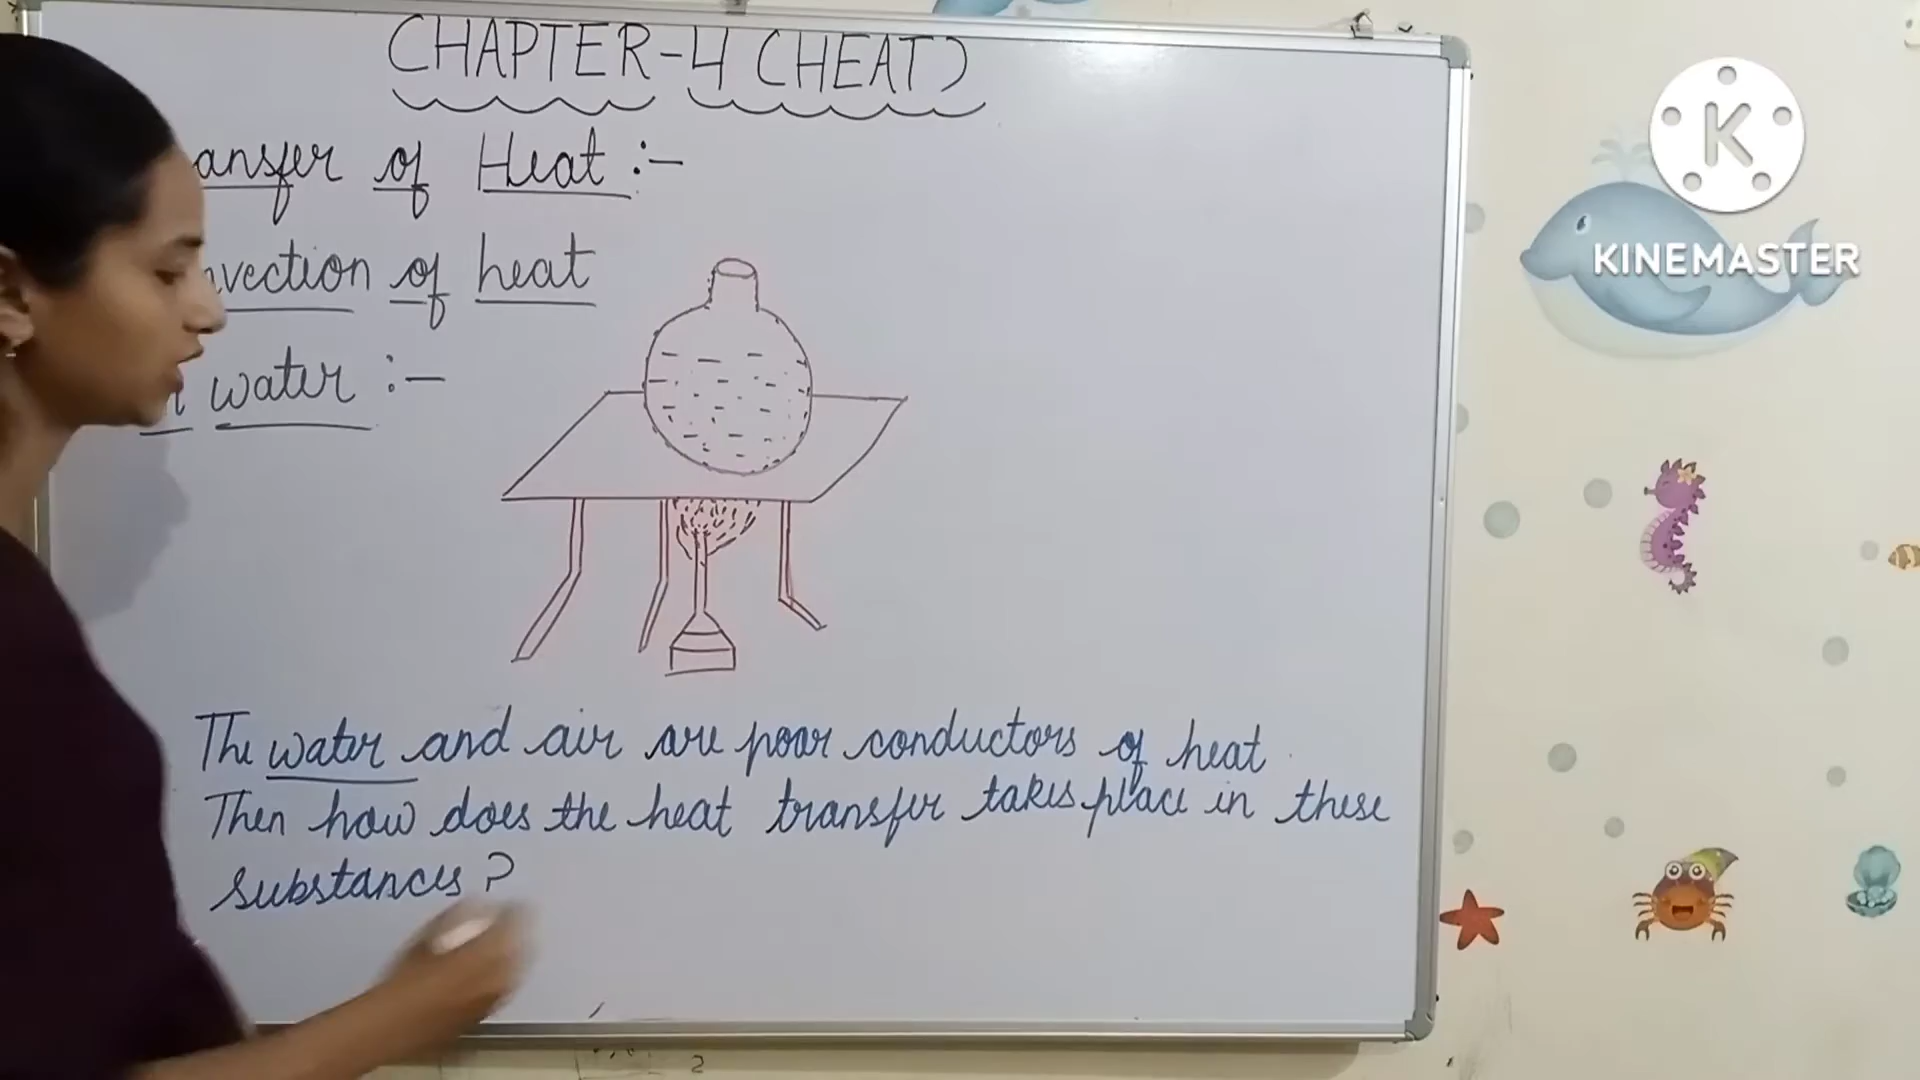 CHAPTER-4 (HEAT)
ansfer of Heat :-
nvection of heat
water :-
The water and air are poor conductors of heat
Then how does the heat transfer takes place in these
substances ?
K
KINEMASTER
2